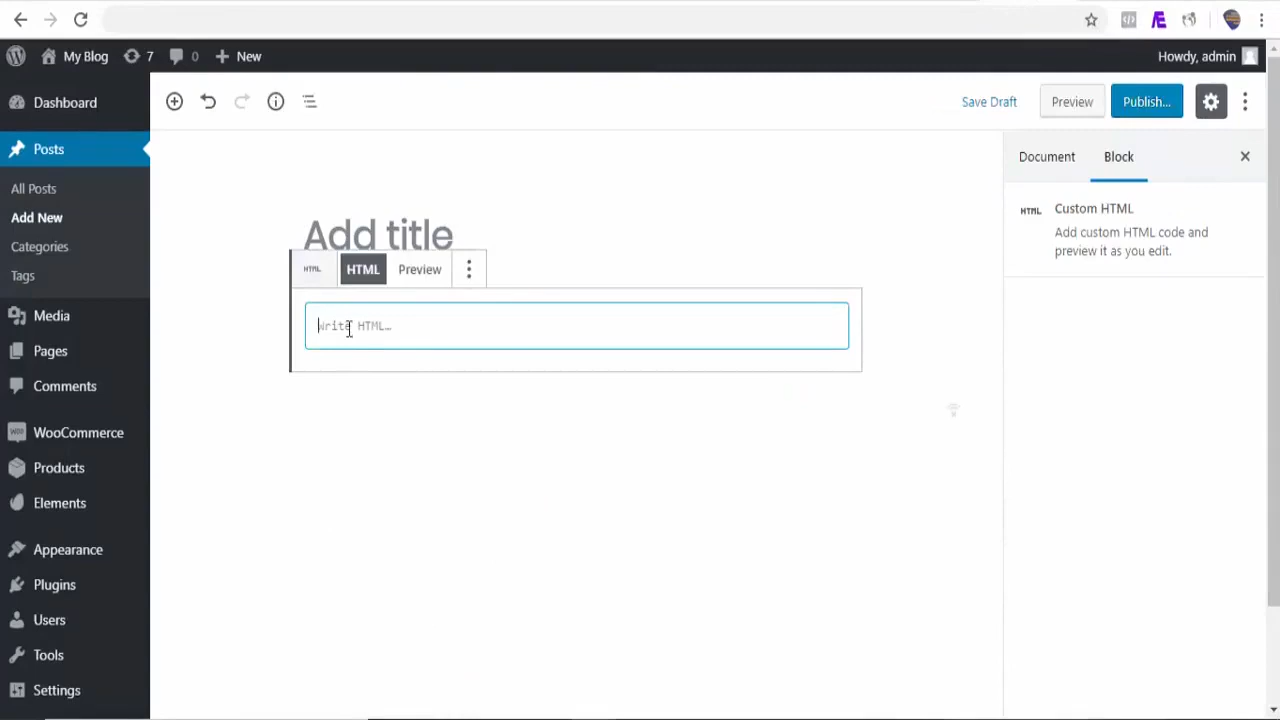 My Blog 7 0 New Howdy, admin
Dashboard
Posts
All Posts
Add New
Categories
Tags
Media
Pages
Comments
WooCommerce
Products
Elements
Appearance
Plugins
Users
Tools
Settings
Save Draft Preview Publish...
Add title
HTML HTML Preview
Write HTML...
Document Block
HTML Custom HTML
Add custom HTML code and
preview it as you edit.